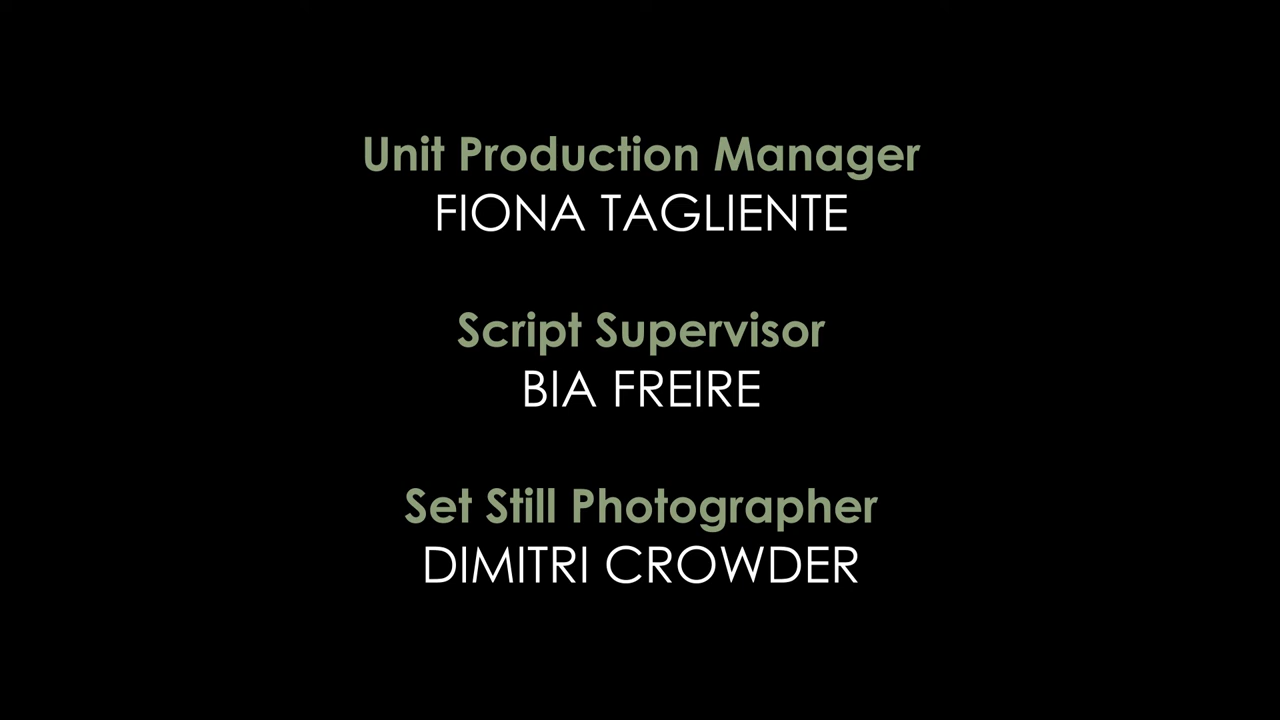 Unit Production Manager
FIONA TAGLIENTE
Script Supervisor
BIA FREIRE
Set Still Photographer
DIMITRI CROWDER